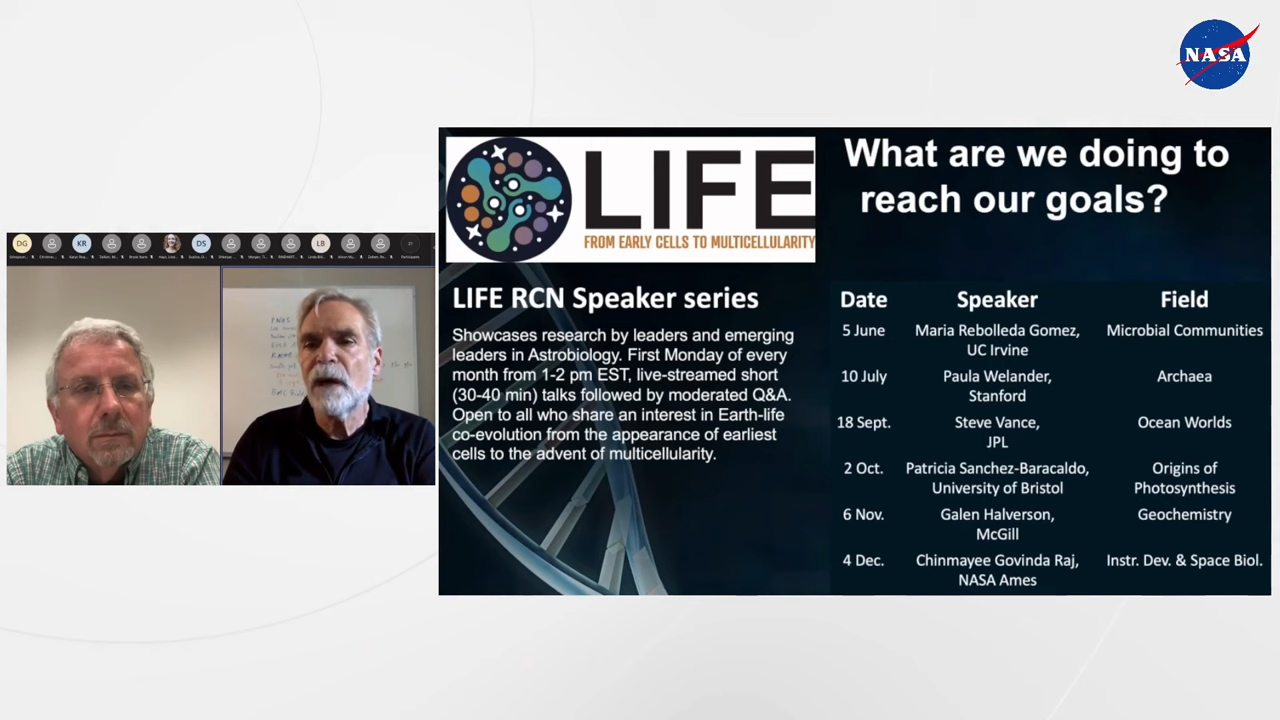 NASA
DG
KR
DS
LB
LIFE
FROM EARLY CELLS TO MULTICELLULARITY
What are we doing to
reach our goals?
LIFE RCN Speaker series
Showcases research by leaders and emerging
leaders in Astrobiology. First Monday of every
month from 1-2 pm EST, live-streamed short
(30-40 min) talks followed by moderated Q&A.
Open to all who share an interest in Earth-life
co-evolution from the appearance of earliest
cells to the advent of multicellularity.
Date Speaker Field
5 June Maria Rebolleda Gomez, Microbial Communities
UC Irvine
10 July Paula Welander, Archaea
Stanford
18 Sept. Steve Vance, Ocean Worlds
JPL
2 Oct. Patricia Sanchez-Baracaldo, Origins of
University of Bristol Photosynthesis
6 Nov. Galen Halverson, Geochemistry
McGill
4 Dec. Chinmayee Govinda Raj, Instr. Dev. & Space Biol.
NASA Ames